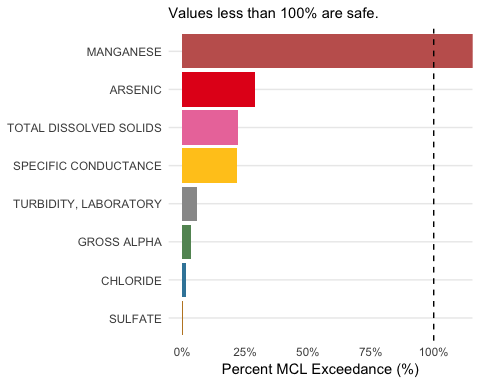 Values less than 100% are safe.
MANGANESE
ARSENIC
TOTAL DISSOLVED SOLIDS
SPECIFIC CONDUCTANCE
TURBIDITY, LABORATORY
GROSS ALPHA
CHLORIDE
SULFATE
0% 25% 50% 75% 100%
Percent MCL Exceedance (%)